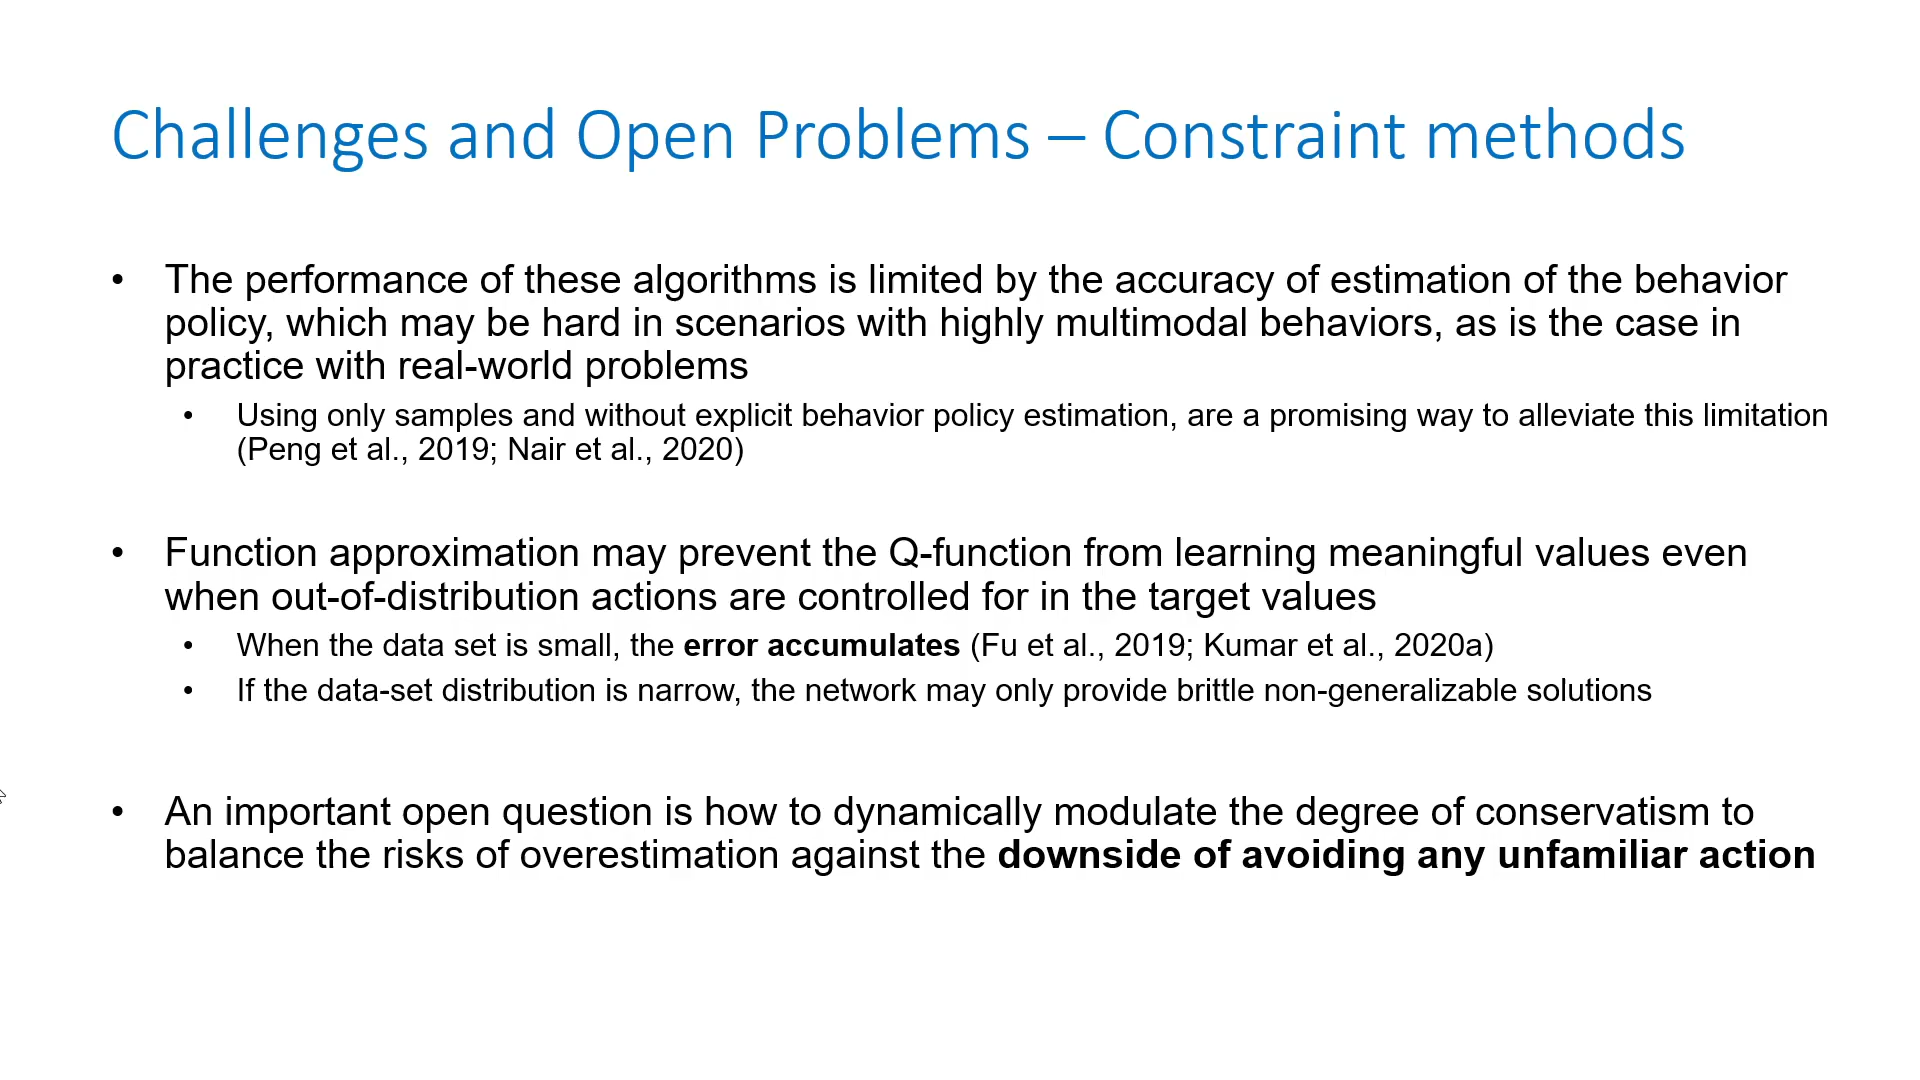 Challenges and Open Problems – Constraint methods
• The performance of these algorithms is limited by the accuracy of estimation of the behavior
policy, which may be hard in scenarios with highly multimodal behaviors, as is the case in
practice with real-world problems
• Using only samples and without explicit behavior policy estimation, are a promising way to alleviate this limitation
(Peng et al., 2019; Nair et al., 2020)
• Function approximation may prevent the Q-function from learning meaningful values even
when out-of-distribution actions are controlled for in the target values
• When the data set is small, the error accumulates (Fu et al., 2019; Kumar et al., 2020a)
• If the data-set distribution is narrow, the network may only provide brittle non-generalizable solutions
• An important open question is how to dynamically modulate the degree of conservatism to
balance the risks of overestimation against the downside of avoiding any unfamiliar action